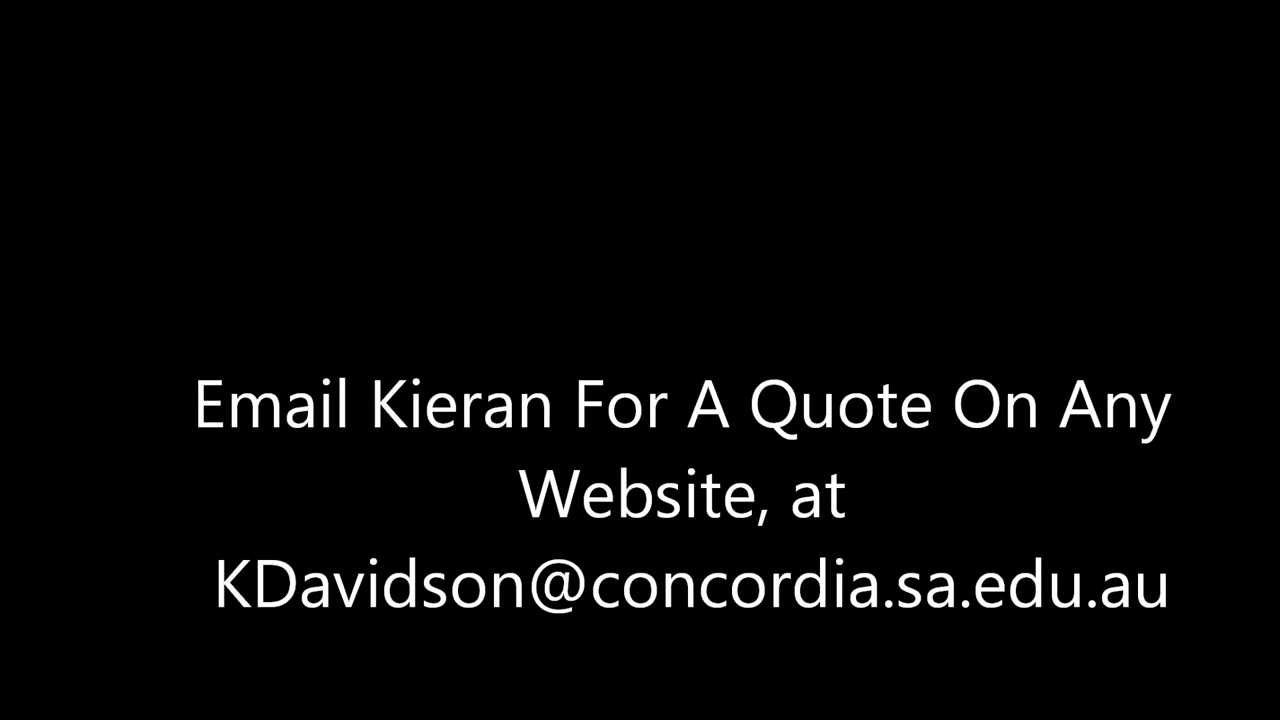 Email Kieran For A Quote On Any
Website, at
KDavidson@concordia.sa.edu.au